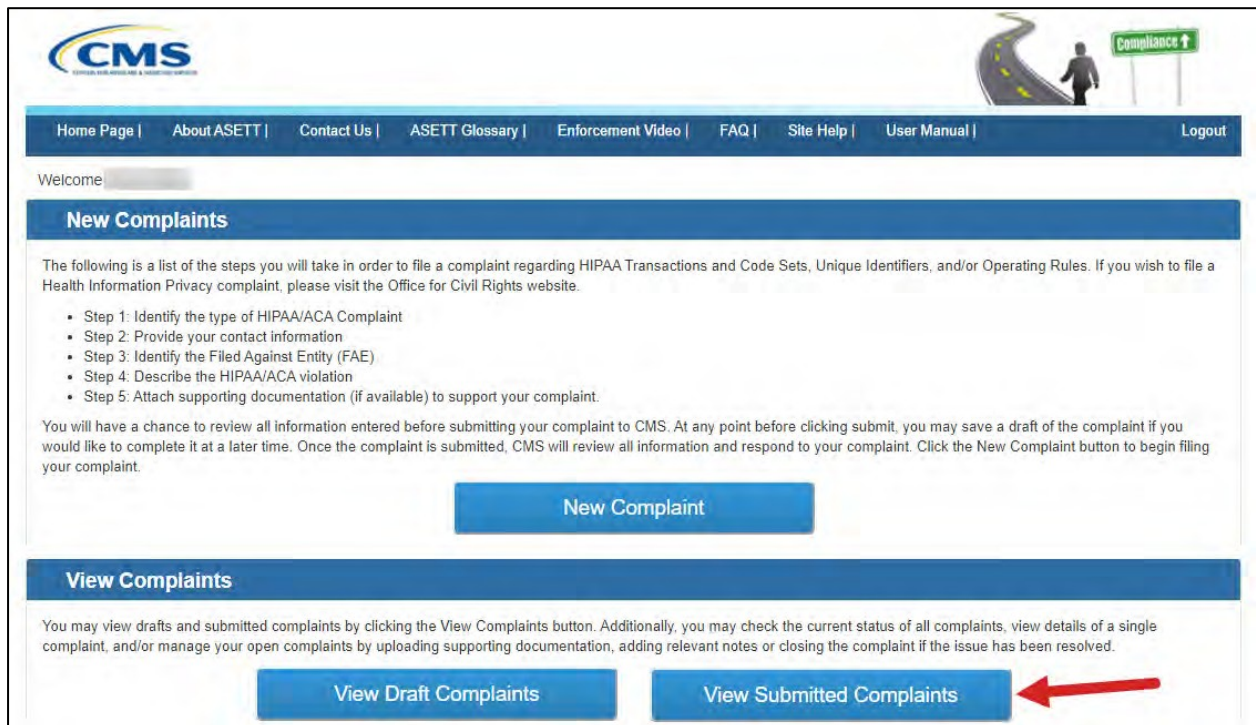 CMS
Compliance
Home Page | About ASETT | Contact Us | ASETT Glossary | Enforcement Video | FAQ | Site Help | User Manual | Logout
Welcome
New Complaints
The following is a list of the steps you will take in order to file a complaint regarding HIPAA Transactions and Code Sets, Unique Identifiers, and/or Operating Rules. If you wish to file a
Health Information Privacy complaint, please visit the Office for Civil Rights website.
• Step 1: Identify the type of HIPAA/ACA Complaint
• Step 2: Provide your contact information
• Step 3: Identify the Filed Against Entity (FAE)
• Step 4: Describe the HIPAA/ACA violation
• Step 5: Attach supporting documentation (if available) to support your complaint.
You will have a chance to review all information entered before submitting your complaint to CMS. At any point before clicking submit, you may save a draft of the complaint if you
would like to complete it at a later time. Once the complaint is submitted, CMS will review all information and respond to your complaint. Click the New Complaint button to begin filing
your complaint.
New Complaint
View Complaints
You may view drafts and submitted complaints by clicking the View Complaints button. Additionally, you may check the current status of all complaints, view details of a single
complaint, and/or manage your open complaints by uploading supporting documentation, adding relevant notes or closing the complaint if the issue has been resolved.
View Draft Complaints
View Submitted Complaints